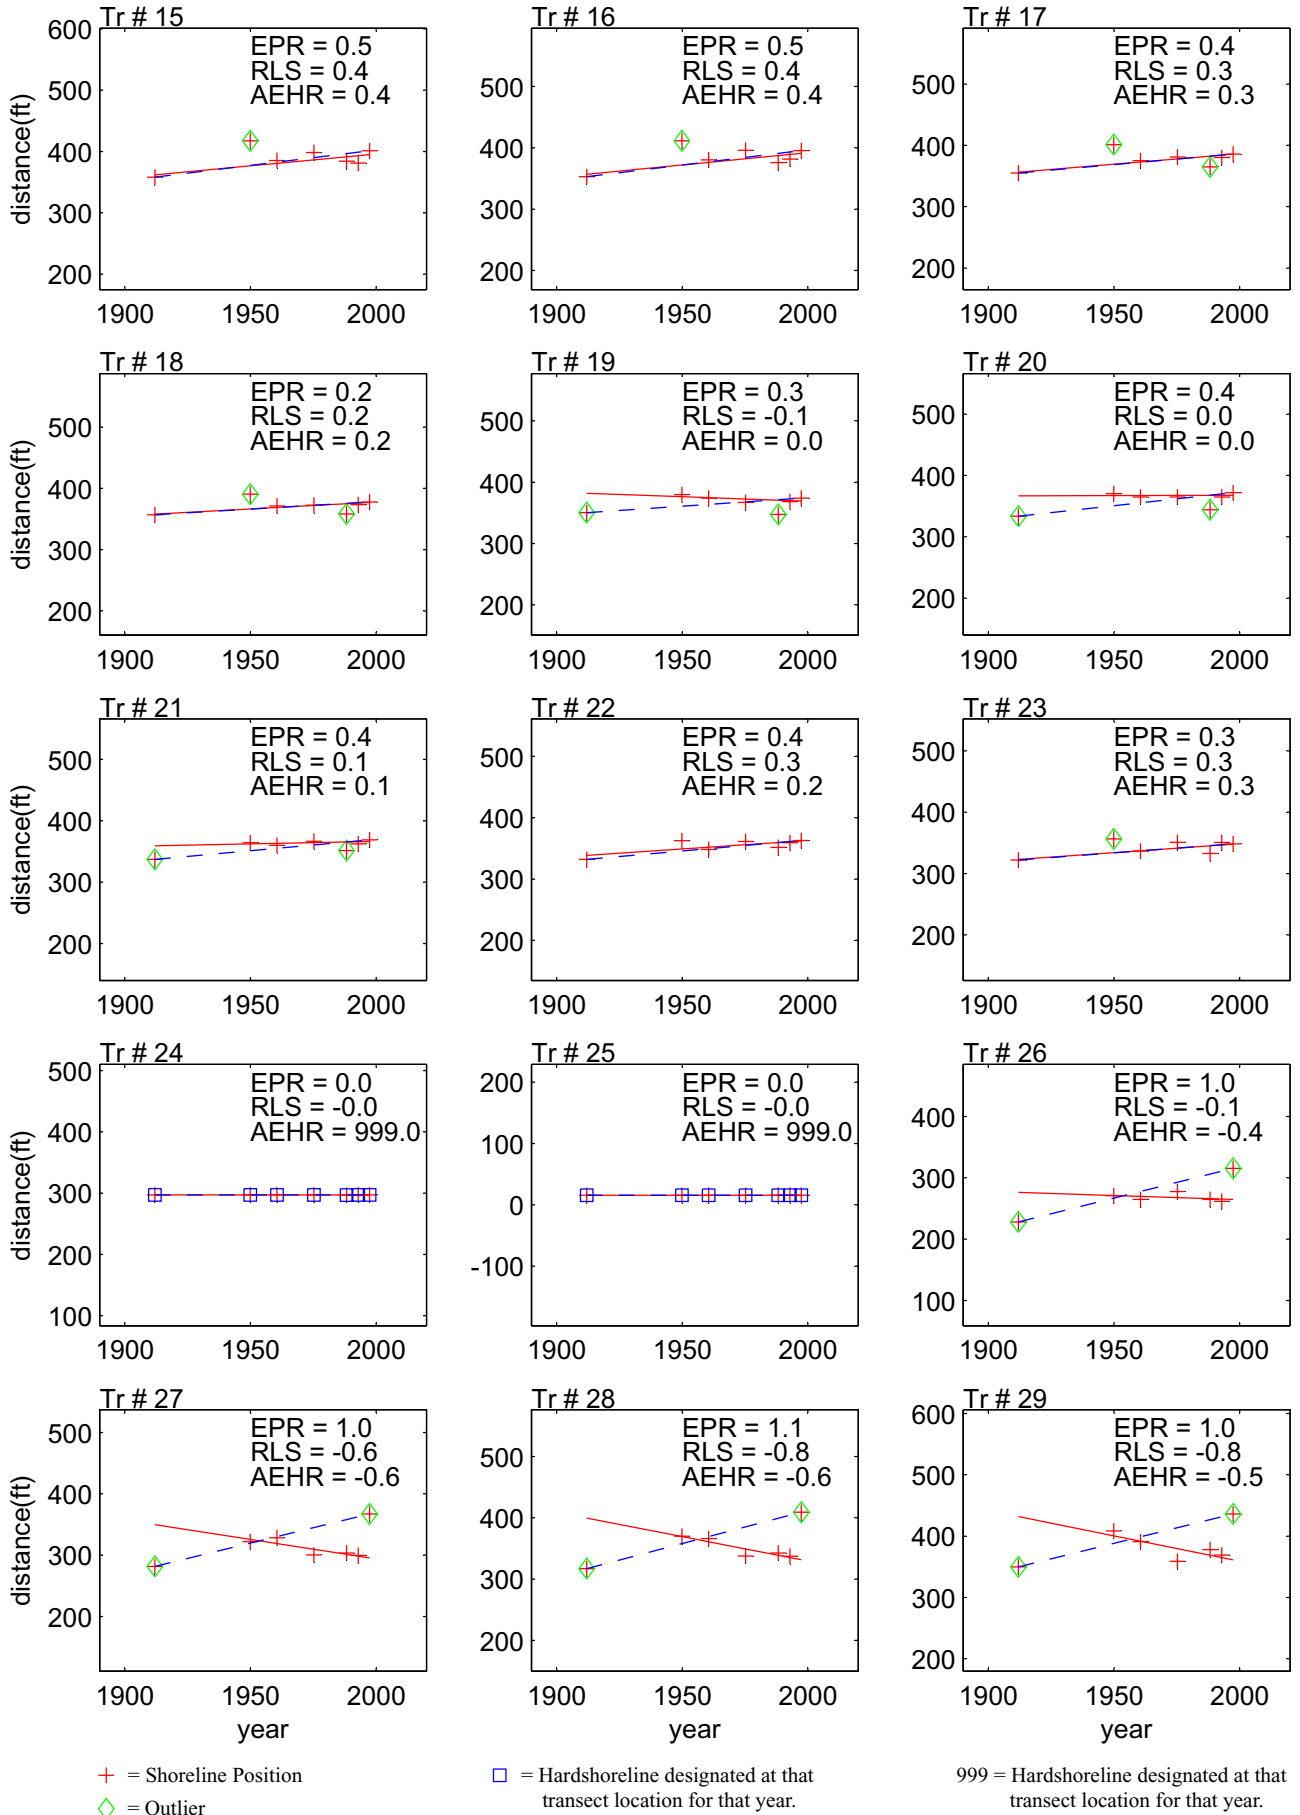 Tr # 15
EPR = 0.5
RLS = 0.4
AEHR = 0.4
600
500
400
300
200
distance(ft)
1900 1950 2000
Tr # 16
EPR = 0.5
RLS = 0.4
AEHR = 0.4
500
400
300
200
1900 1950 2000
Tr # 17
EPR = 0.4
RLS = 0.3
AEHR = 0.3
500
400
300
200
1900 1950 2000
Tr # 18
EPR = 0.2
RLS = 0.2
AEHR = 0.2
500
400
300
200
distance(ft)
1900 1950 2000
Tr # 19
EPR = 0.3
RLS = -0.1
AEHR = 0.0
500
400
300
200
1900 1950 2000
Tr # 20
EPR = 0.4
RLS = 0.0
AEHR = 0.0
500
400
300
200
1900 1950 2000
Tr # 21
EPR = 0.4
RLS = 0.1
AEHR = 0.1
500
400
300
200
distance(ft)
1900 1950 2000
Tr # 22
EPR = 0.4
RLS = 0.3
AEHR = 0.2
500
400
300
200
1900 1950 2000
Tr # 23
EPR = 0.3
RLS = 0.3
AEHR = 0.3
500
400
300
200
1900 1950 2000
Tr # 24
EPR = 0.0
RLS = -0.0
AEHR = 999.0
500
400
300
200
100
distance(ft)
1900 1950 2000
Tr # 25
EPR = 0.0
RLS = -0.0
AEHR = 999.0
200
100
0
-100
1900 1950 2000
Tr # 26
EPR = 1.0
RLS = -0.1
AEHR = -0.4
400
300
200
100
1900 1950 2000
Tr # 27
EPR = 1.0
RLS = -0.6
AEHR = -0.6
500
400
300
200
distance(ft)
1900 1950 2000
year
Tr # 28
EPR = 1.1
RLS = -0.8
AEHR = -0.6
500
400
300
200
1900 1950 2000
year
Tr # 29
EPR = 1.0
RLS = -0.8
AEHR = -0.5
600
500
400
300
200
1900 1950 2000
year
= Shoreline Position
= Outlier
= Hardshoreline designated at that
transect location for that year.
999 = Hardshoreline designated at that
transect location for that year.